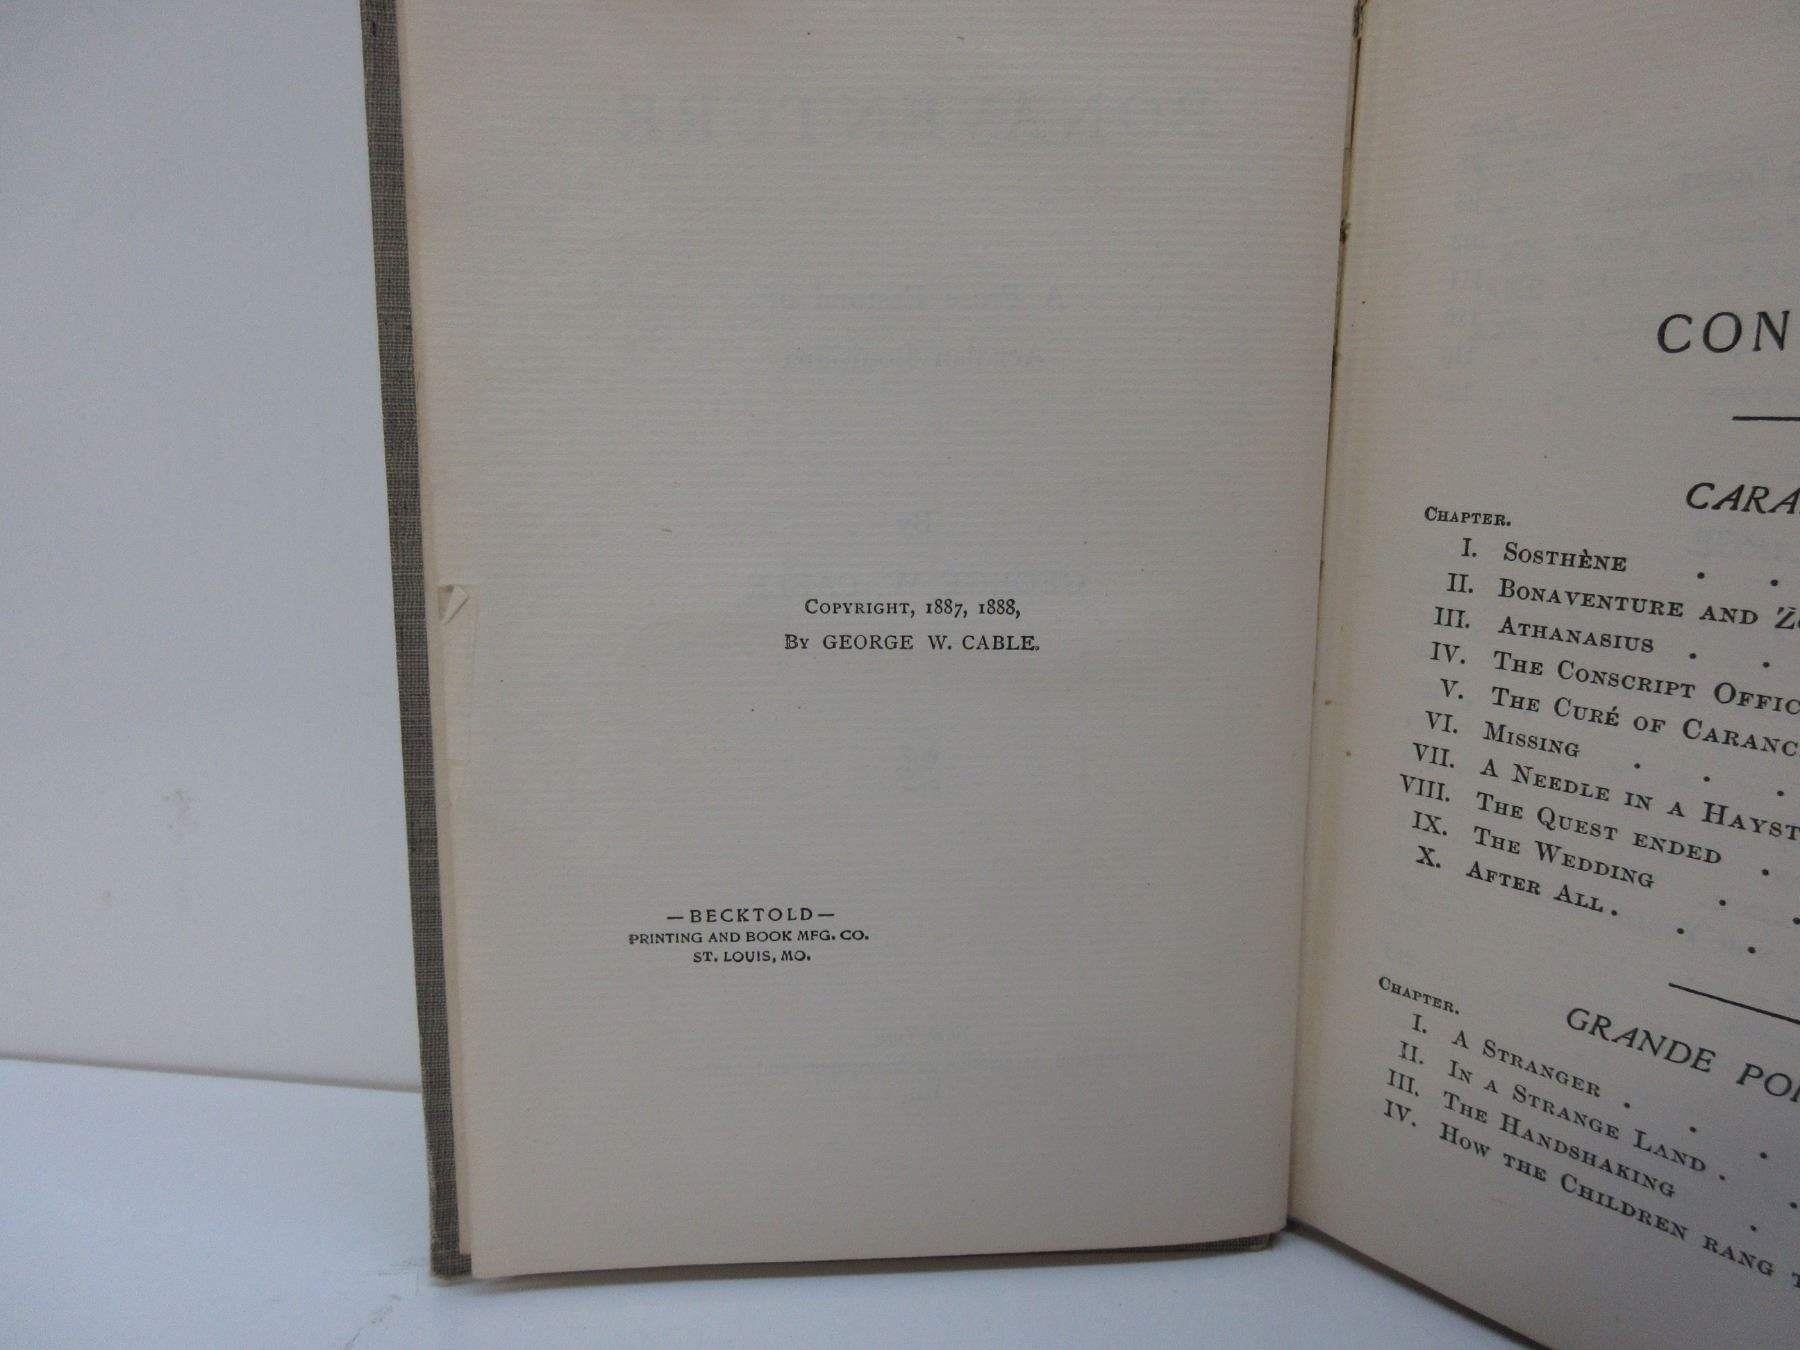 COPYRIGHT, 1887, 1888,
BY GEORGE W. CABLE.
—BECKTOLD—
PRINTING AND BOOK MFG. CO.
ST. LOUIS, MO.
CON
CARA
CHAPTER.
I. SOSTHÈNE . .
II. BONAVENTURE AND
III. ATHANASIUS . .
IV. THE CONSCRIPT OFFIC
V. THE CURÉ OF CARANC
VI. MISSING . . .
VII. A NEEDLE IN A HAYST
VIII. THE QUEST ENDED .
IX. THE WEDDING . .
X. AFTER ALL . . .
GRANDE PO
CHAPTER.
I. A STRANGER . . .
II. IN A STRANGE LAND . .
III. THE HANDSHAKING .
IV. HOW THE CHILDREN RANG